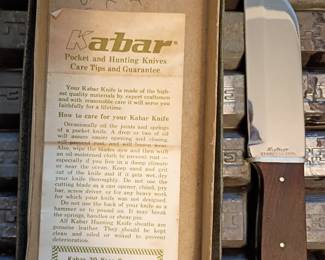 Kabar
Pocket and Hunting Knives
Care Tips and Guarantee
Your Kabar Knife is made of the high-
est quality materials by expert craftsmen
and with reasonable care it will serve you
faithfully for a lifetime.
How to care for your Kabar Knife
Occasionally oil the joints and springs
of a pocket knife. A drop or two of oil
will assure easier opening and closing,
will prevent rust, and will lessen wear.
Also, wipe the blades now and then with
an oil moistened cloth to prevent rust —
especially if you live in a damp climate
or near the ocean. Keep sand and grit
out of the knife and if it gets wet, dry
your knife thoroughly. Do not use the
cutting blade as a can opener, chisel, pry
bar, screw driver, or for any heavy work
for which your knife was not designed.
Do not use the back of your knife as a
hammer or to pound on. It may break
the springs, handles or shear pin.
All Kabar Hunting Knife sheaths are
genuine leather. They should be kept
clean and oiled or waxed to prevent
deterioration.
Kabar